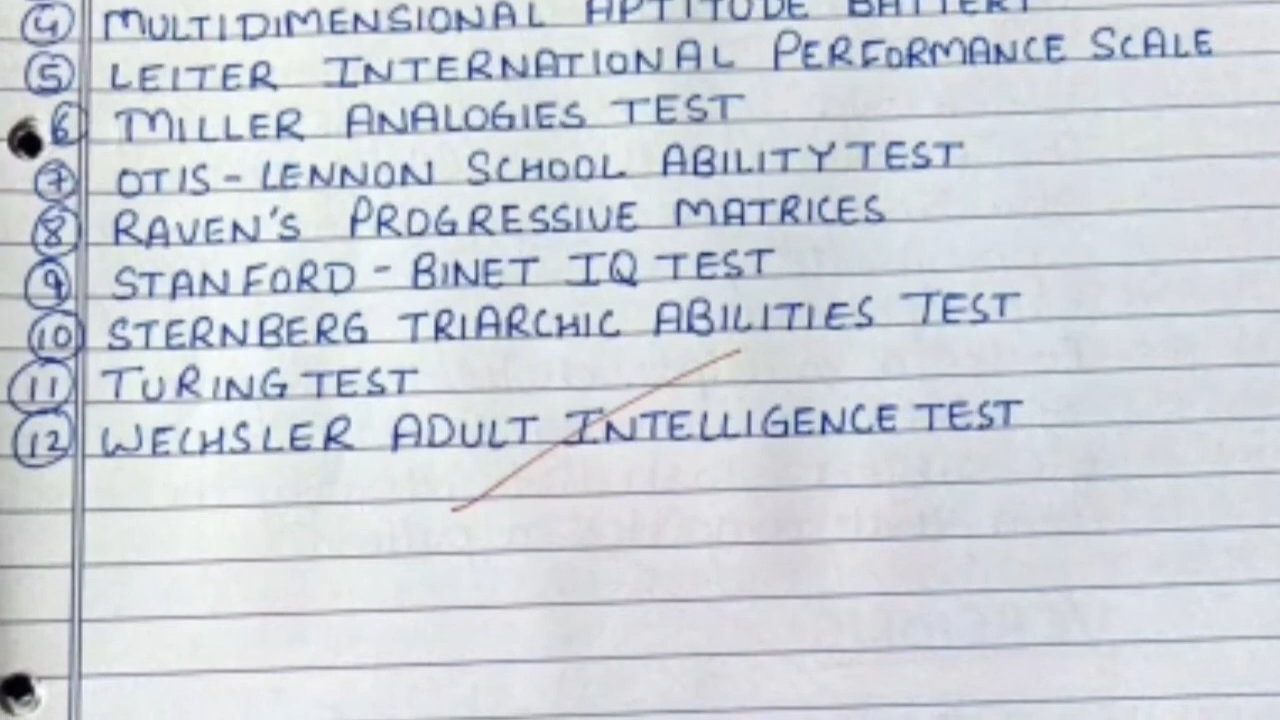 4 MULTIDIMENSIONAL APTITUDE BATTERY
5 LEITER INTERNATIONAL PERFORMANCE SCALE
6 MILLER ANALOGIES TEST
7 OTIS - LENNON SCHOOL ABILITY TEST
8 RAVEN'S PROGRESSIVE MATRICES
9 STANFORD - BINET IQ TEST
10 STERNBERG TRIARCHIC ABILITIES TEST
11 TURING TEST
12 WECHSLER ADULT INTELLIGENCE TEST